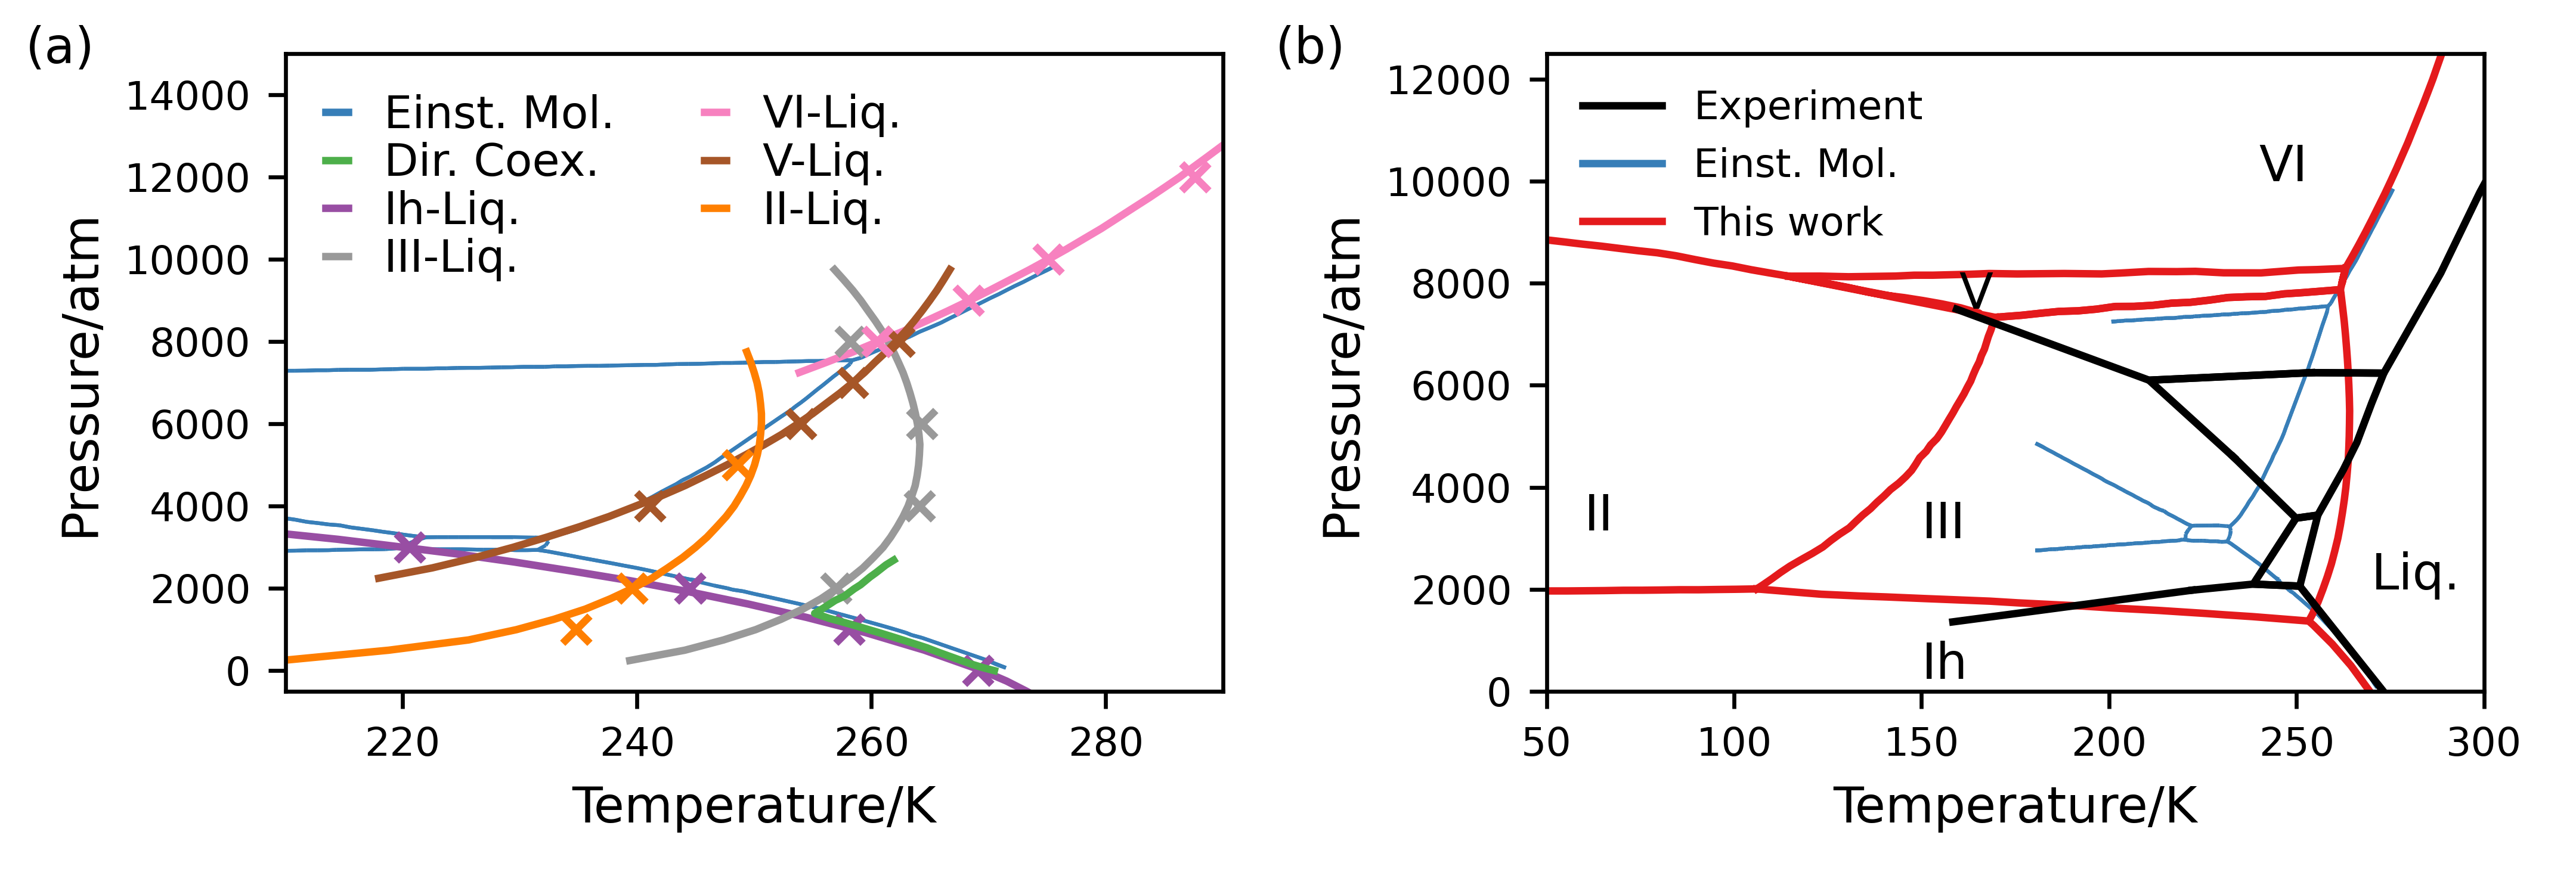 (a)
14000
12000
10000
8000
6000
4000
2000
0
Pressure/atm
Einst. Mol.
Dir. Coex.
Ih-Liq.
III-Liq.
VI-Liq.
V-Liq.
II-Liq.
220 240 260 280
Temperature/K
(b)
12000
10000
8000
6000
4000
2000
0
Pressure/atm
Experiment
Einst. Mol.
This work
VI
V
II
III
Liq.
Ih
50 100 150 200 250 300
Temperature/K